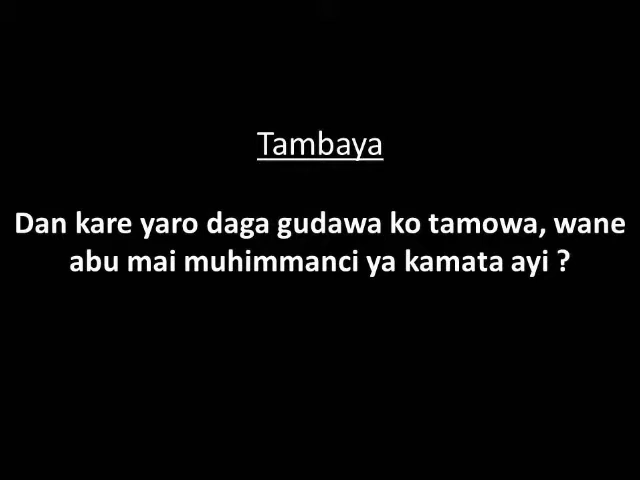 Tambaya
Dan kare yaro daga gudawa ko tamowa, wane
abu mai muhimmanci ya kamata ayi ?